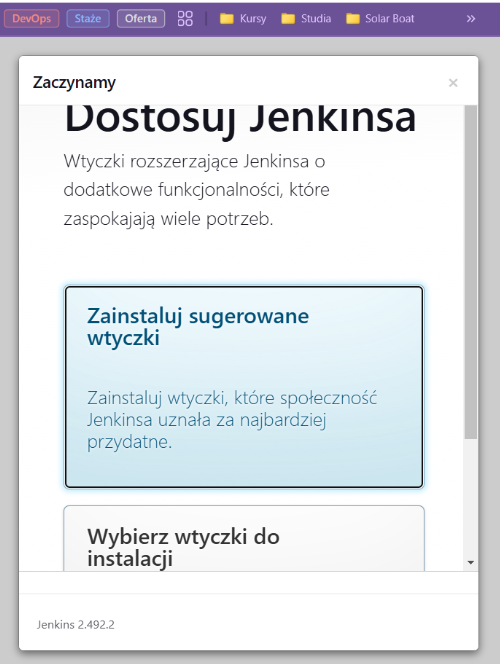 DevOps Staże Oferta Kursy Studia Solar Boat »
Zaczynamy ×
Dostosuj Jenkinsa
Wtyczki rozszerzające Jenkinsa o
dodatkowe funkcjonalności, które
zaspokajają wiele potrzeb.
Zainstaluj sugerowane
wtyczki
Zainstaluj wtyczki, które społeczność
Jenkinsa uznała za najbardziej
przydatne.
Wybierz wtyczki do
instalacji
Jenkins 2.492.2